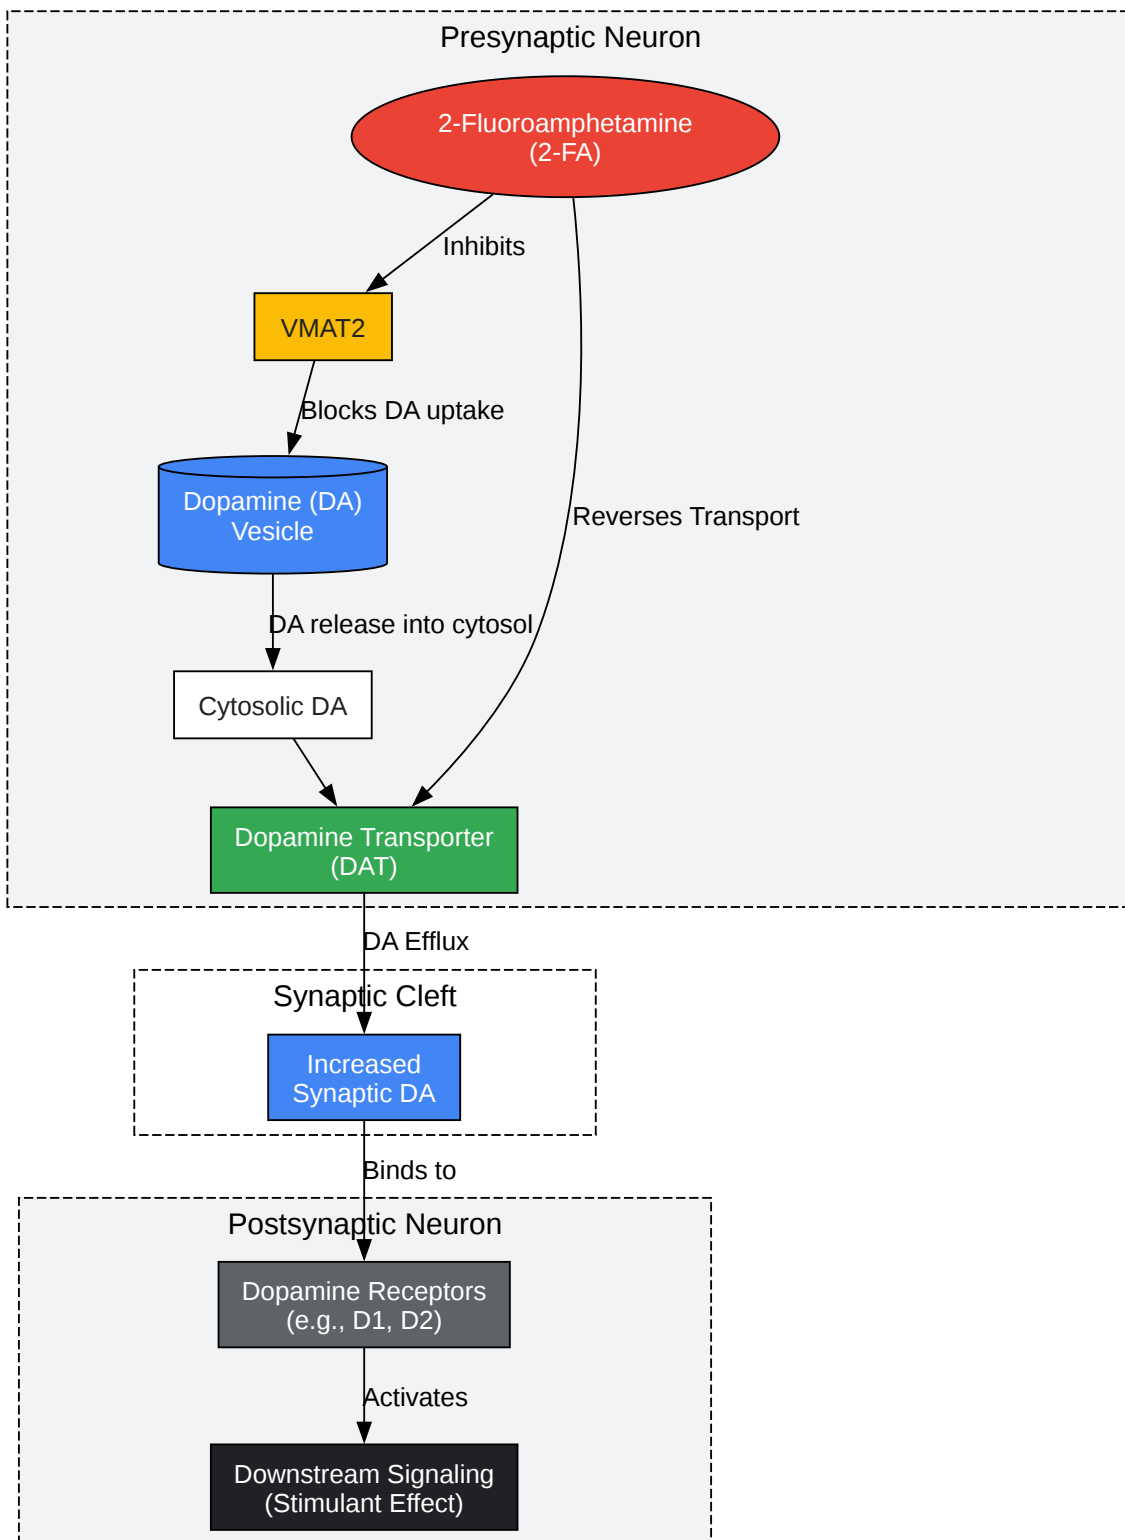 Presynaptic Neuron
2-Fluoroamphetamine
(2-FA)
Inhibits
VMAT2
Blocks DA uptake
Dopamine (DA)
Vesicle
Reverses Transport
DA release into cytosol
Cytosolic DA
Dopamine Transporter
(DAT)
DA Efflux
Synaptic Cleft
Increased
Synaptic DA
Binds to
Postsynaptic Neuron
Dopamine Receptors
(e.g., D1, D2)
Activates
Downstream Signaling
(Stimulant Effect)